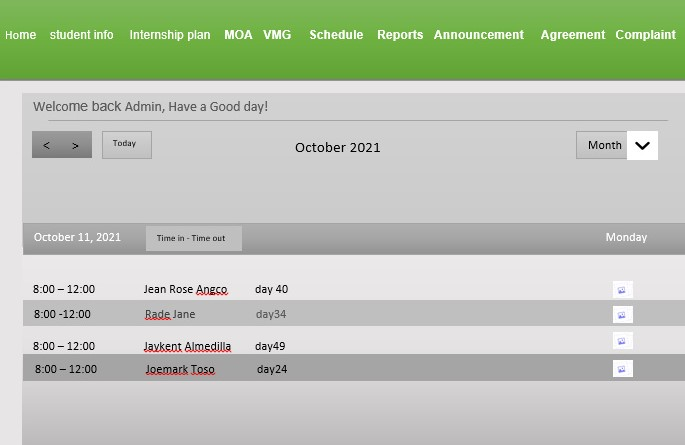 Home student info Internship plan MOA VMG Schedule Reports Announcement Agreement Complaint
Welcome back Admin, Have a Good day!
< > Today October 2021 Month
October 11, 2021 Time in - Time out Monday
8:00 – 12:00 Jean Rose Angco day 40
8:00 -12:00 Rade Jane day34
8:00 – 12:00 Jaykent Almedilla day49
8:00 – 12:00 Joemark Toso day24